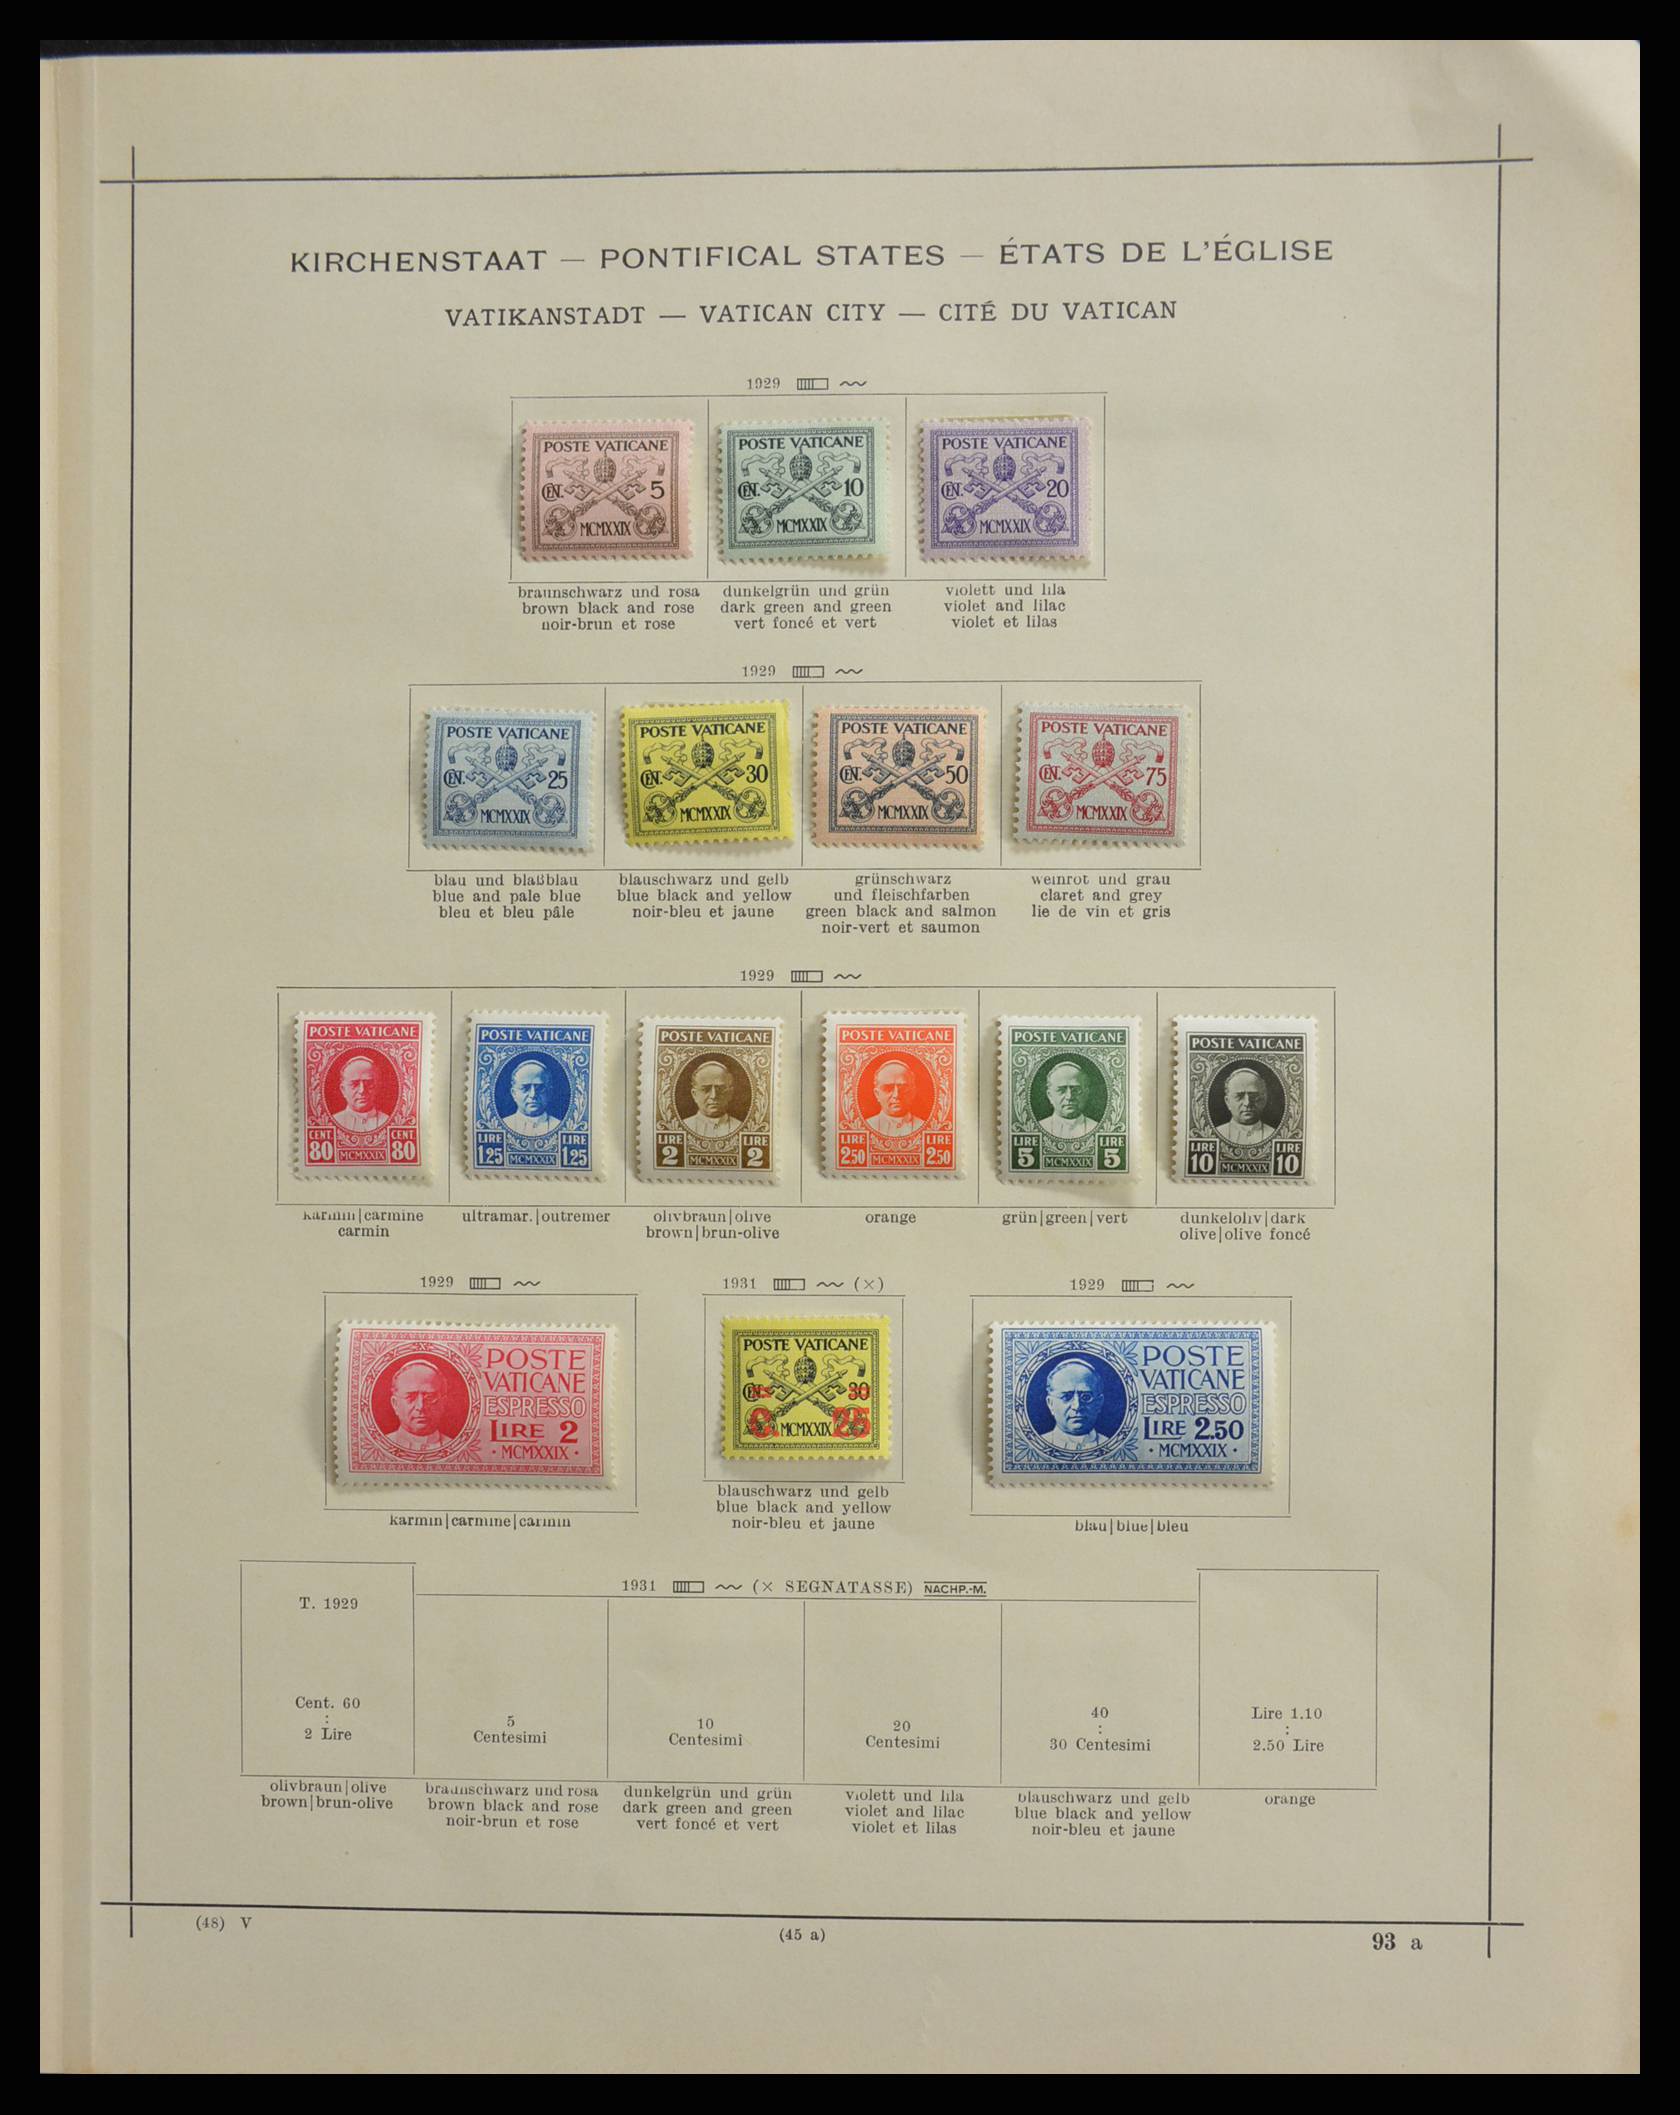 KIRCHENSTAAT — PONTIFICAL STATES — ÉTATS DE L'ÉGLISE
VATIKANSTADT — VATICAN CITY — CITÉ DU VATICAN
1929
POSTE VATICANE
CEN. 5
MCMXXIX
POSTE VATICANE
CEN. 10
MCMXXIX
POSTE VATICANE
CEN. 20
MCMXXIX
braunschwarz und rosa
brown black and rose
noir-brun et rose
dunkelgrün und grün
dark green and green
vert foncé et vert
violett und lila
violet and lilac
violet et lilas
1929
POSTE VATICANE
CEN. 25
MCMXXIX
POSTE VATICANE
CEN. 30
MCMXXIX
POSTE VATICANE
CEN. 50
MCMXXIX
POSTE VATICANE
CEN. 75
MCMXXIX
blau und blaßblau
blue and pale blue
bleu et bleu pâle
blauschwarz und gelb
blue black and yellow
noir-bleu et jaune
grünschwarz
und fleischfarben
green black and salmon
noir-vert et saumon
weinrot und grau
claret and grey
lie de vin et gris
1929
POSTE VATICANE
CENT. 80 MCMXXIX CENT. 80
POSTE VATICANE
LIRE 1.25 MCMXXIX LIRE 1.25
POSTE VATICANE
LIRE 2 MCMXXIX LIRE 2
POSTE VATICANE
LIRE 2.50 MCMXXIX LIRE 2.50
POSTE VATICANE
LIRE 5 MCMXXIX LIRE 5
POSTE VATICANE
LIRE 10 MCMXXIX LIRE 10
karmin|carmine
carmin
ultramar.|outremer
olivbraun|olive
brown|brun-olive
orange
grün|green|vert
dunkeloliv|dark
olive|olive foncé
1929
POSTE
VATICANE
ESPRESSO
LIRE 2
· MCMXXIX ·
karmin|carmine|carmin
1931 (×)
POSTE VATICANE
CEN. 30
C. 25
MCMXXIX
blauschwarz und gelb
blue black and yellow
noir-bleu et jaune
1929
POSTE
VATICANE
ESPRESSO
LIRE 2.50
· MCMXXIX ·
blau|blue|bleu
T. 1929
Cent. 60
:
2 Lire
olivbraun|olive
brown|brun-olive
1931 (× SEGNATASSE) NACHP.-M.
5
Centesimi
braunschwarz und rosa
brown black and rose
noir-brun et rose
10
Centesimi
dunkelgrün und grün
dark green and green
vert foncé et vert
20
Centesimi
violett und lila
violet and lilac
violet et lilas
40
:
30 Centesimi
blauschwarz und gelb
blue black and yellow
noir-bleu et jaune
Lire 1.10
:
2.50 Lire
orange
(48) V
(45 a)
93 a